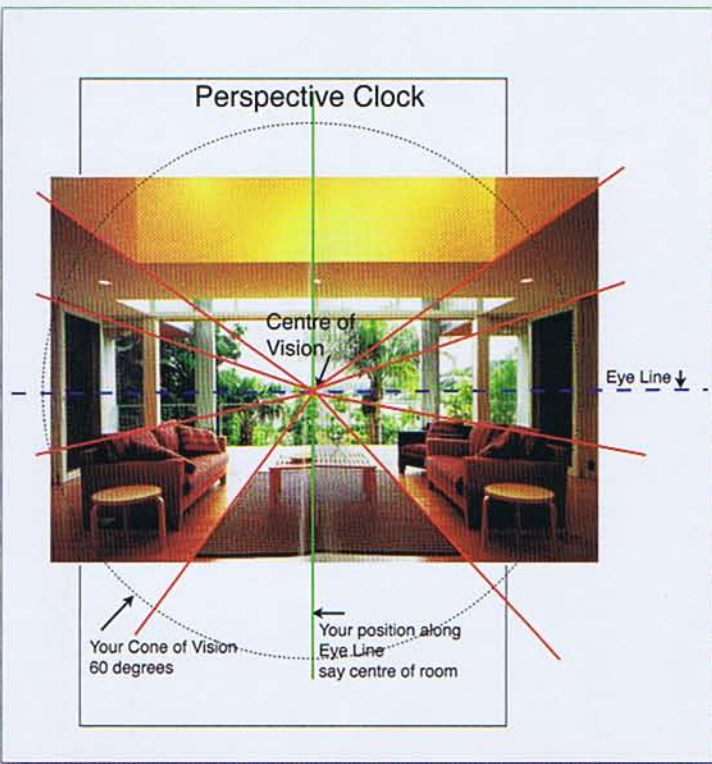 Perspective Clock
Centre of
Vision
Eye Line
Your Cone of Vision
60 degrees
Your position along
Eye Line
say centre of room